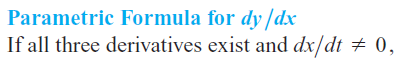 Parametric Formula for dy/dx
If all three derivatives exist and dx/dt ≠ 0,